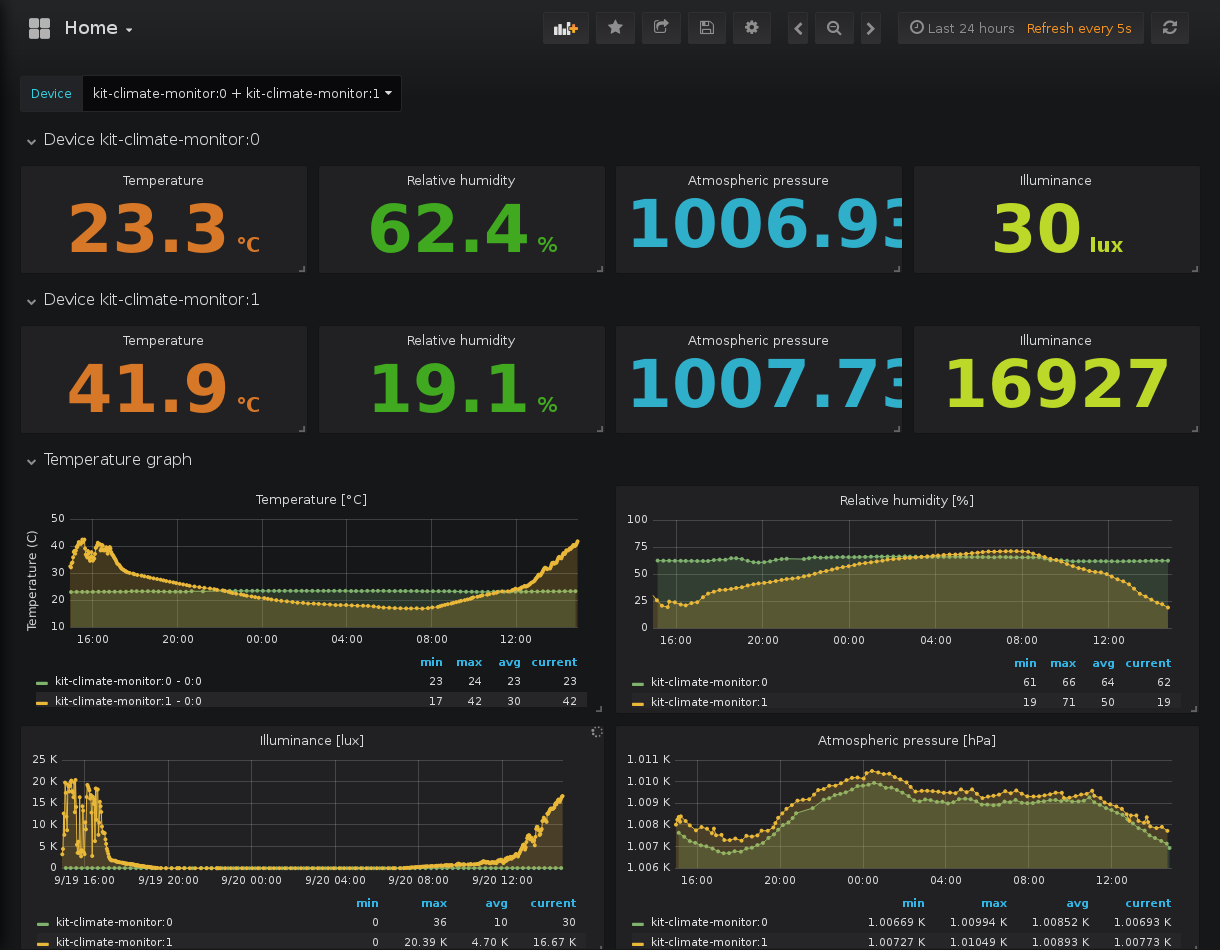 Home
Last 24 hours Refresh every 5s
Device kit-climate-monitor:0 + kit-climate-monitor:1
Device kit-climate-monitor:0
Temperature Relative humidity Atmospheric pressure Illuminance
23.3 °C 62.4 % 1006.93 30 lux
Device kit-climate-monitor:1
Temperature Relative humidity Atmospheric pressure Illuminance
41.9 °C 19.1 % 1007.73 16927
Temperature graph
Temperature [°C]
Temperature (C)
50
40
30
20
10
16:00 20:00 00:00 04:00 08:00 12:00
min max avg current
kit-climate-monitor:0 - 0:0 23 24 23 23
kit-climate-monitor:1 - 0:0 17 42 30 42
Relative humidity [%]
100
75
50
25
0
16:00 20:00 00:00 04:00 08:00 12:00
min max avg current
kit-climate-monitor:0 61 66 64 62
kit-climate-monitor:1 19 71 50 19
Illuminance [lux]
25 K
20 K
15 K
10 K
5 K
0
9/19 16:00 9/19 20:00 9/20 00:00 9/20 04:00 9/20 08:00 9/20 12:00
min max avg current
kit-climate-monitor:0 0 36 10 30
kit-climate-monitor:1 0 20.39 K 4.70 K 16.67 K
Atmospheric pressure [hPa]
1.011 K
1.010 K
1.009 K
1.008 K
1.007 K
1.006 K
16:00 20:00 00:00 04:00 08:00 12:00
min max avg current
kit-climate-monitor:0 1.00669 K 1.00994 K 1.00852 K 1.00693 K
kit-climate-monitor:1 1.00727 K 1.01049 K 1.00893 K 1.00773 K